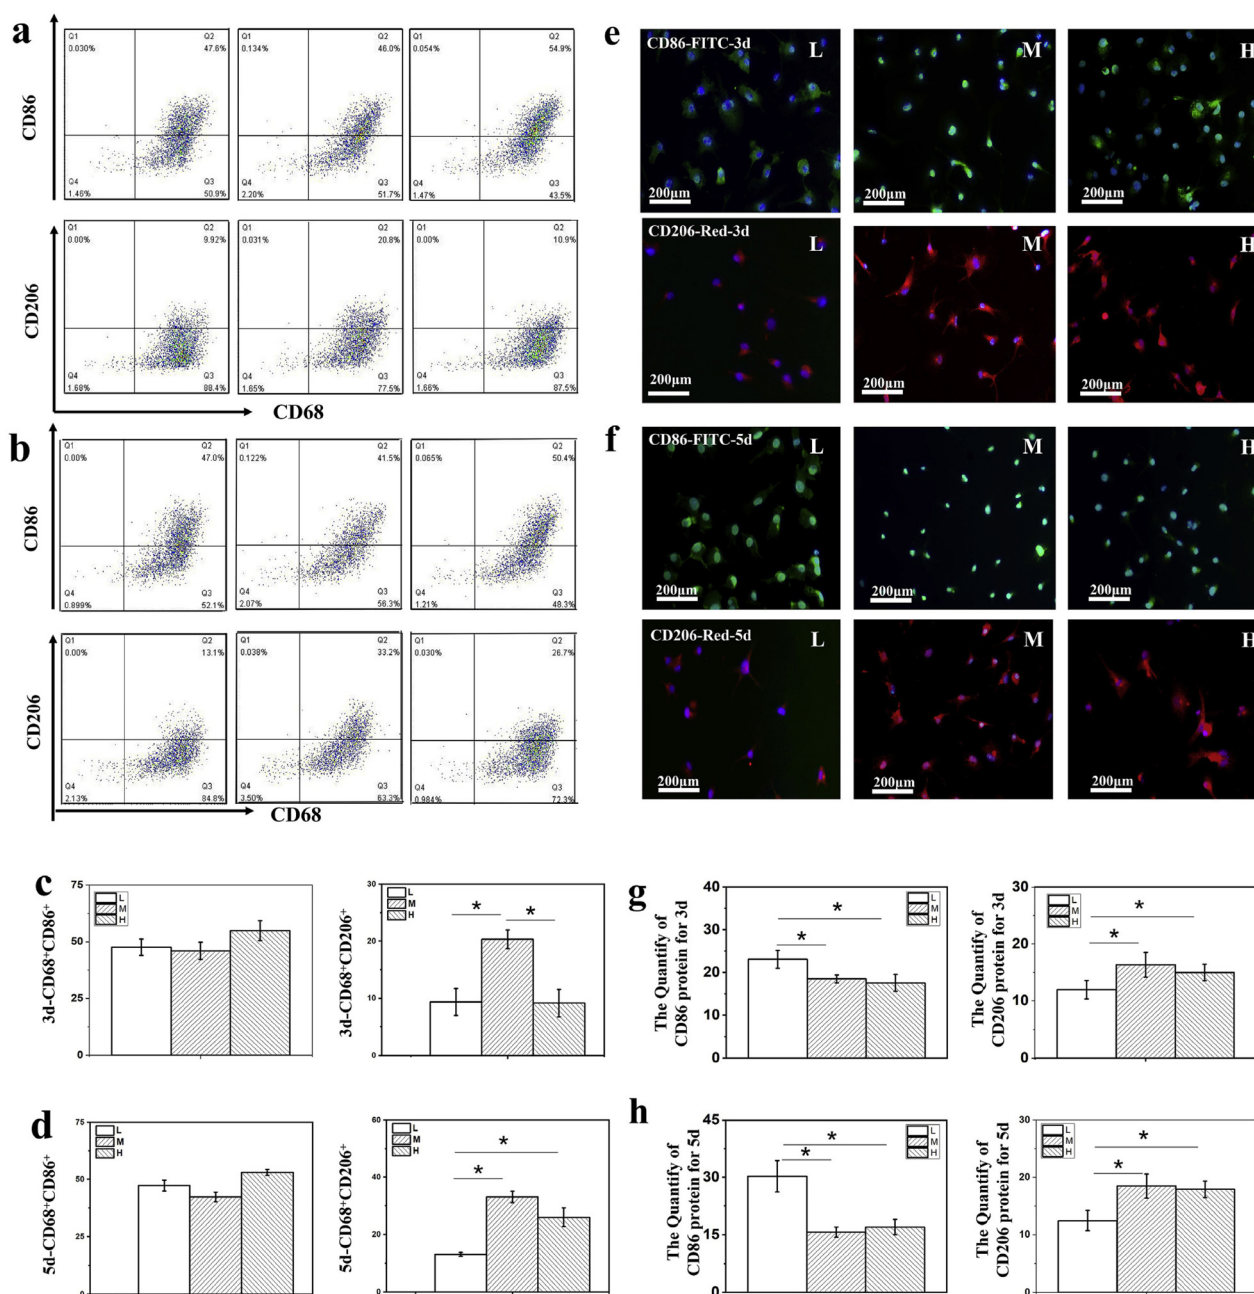 a
Q1
0.030%
Q2
47.6%
Q4
1.46%
Q3
50.9%
Q1
0.134%
Q2
46.0%
Q4
2.20%
Q3
51.7%
Q1
0.054%
Q2
54.9%
Q4
1.47%
Q3
43.5%
CD86
Q1
0.00%
Q2
9.92%
Q4
1.68%
Q3
88.4%
Q1
0.031%
Q2
20.8%
Q4
1.65%
Q3
77.5%
Q1
0.00%
Q2
10.9%
Q4
1.66%
Q3
87.5%
CD206
CD68
b
Q1
0.00%
Q2
47.0%
Q4
0.899%
Q3
52.1%
Q1
0.122%
Q2
41.5%
Q4
2.07%
Q3
56.3%
Q1
0.065%
Q2
50.4%
Q4
1.21%
Q3
48.3%
CD86
Q1
0.00%
Q2
13.1%
Q4
2.13%
Q3
84.8%
Q1
0.038%
Q2
33.2%
Q4
3.50%
Q3
63.3%
Q1
0.030%
Q2
26.7%
Q4
0.984%
Q3
72.3%
CD206
CD68
e
CD86-FITC-3d
L
200μm
M
200μm
H
200μm
CD206-Red-3d
L
200μm
M
200μm
H
200μm
f
CD86-FITC-5d
L
200μm
M
200μm
H
200μm
CD206-Red-5d
L
200μm
M
200μm
H
200μm
c
3d-CD68⁺CD86⁺
75
50
25
0
L
M
H
3d-CD68⁺CD206⁺
30
20
10
0
L
M
H
*
*
d
5d-CD68⁺CD86⁺
75
50
25
0
L
M
H
5d-CD68⁺CD206⁺
60
40
20
0
L
M
H
*
*
g
The Quantify of
CD86 protein for 3d
40
30
20
10
0
L
M
H
*
*
The Quantify of
CD206 protein for 3d
30
20
10
0
L
M
H
*
*
h
The Quantify of
CD86 protein for 5d
45
30
15
0
L
M
H
*
*
The Quantify of
CD206 protein for 5d
30
20
10
0
L
M
H
*
*